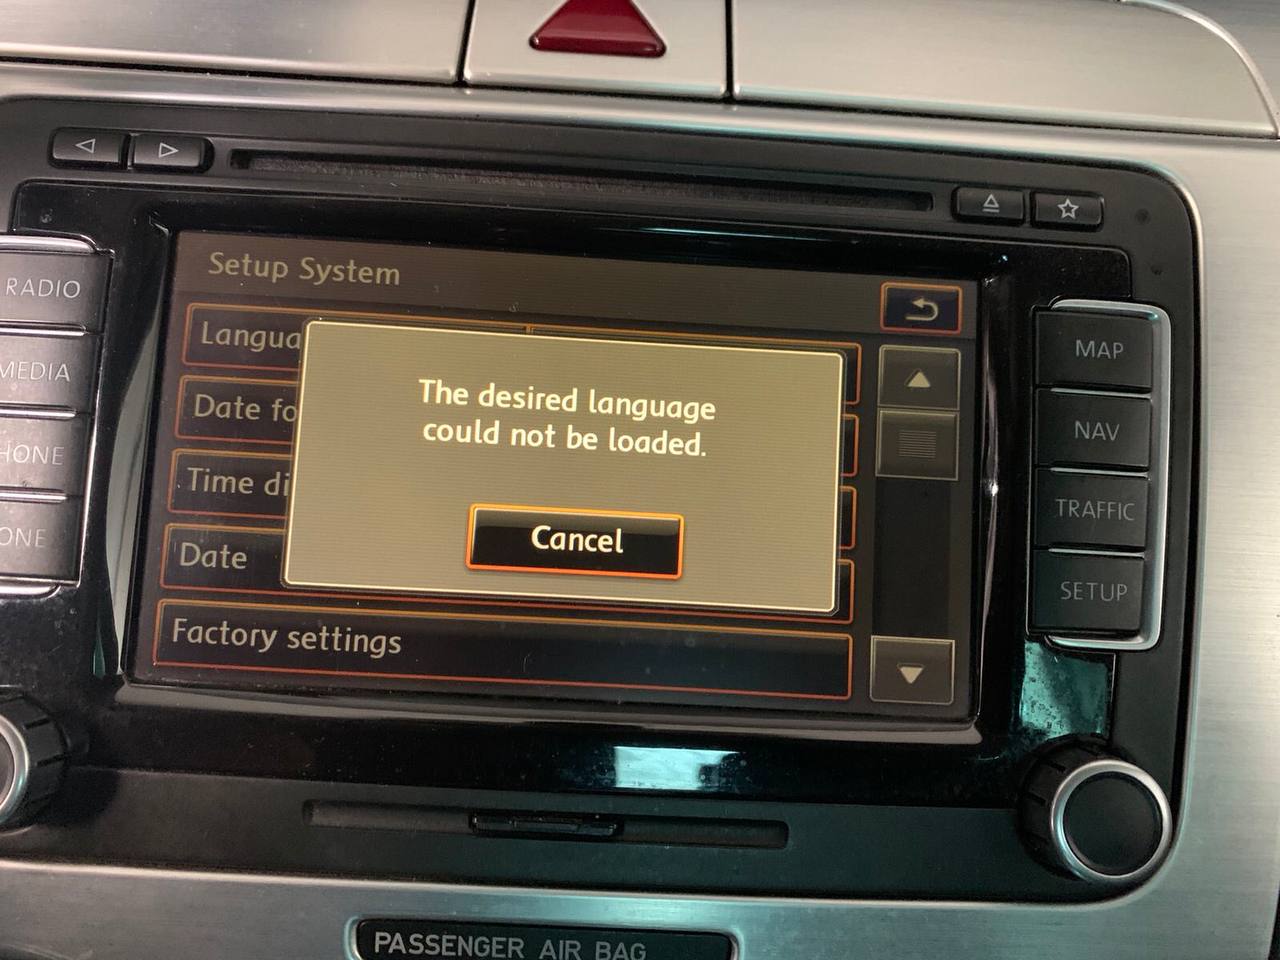 RADIO
MEDIA
HONE
ONE
Setup System
Langua
Date fo
Time di
Date
Factory settings
The desired language
could not be loaded.
Cancel
MAP
NAV
TRAFFIC
SETUP
PASSENGER AIR BAG